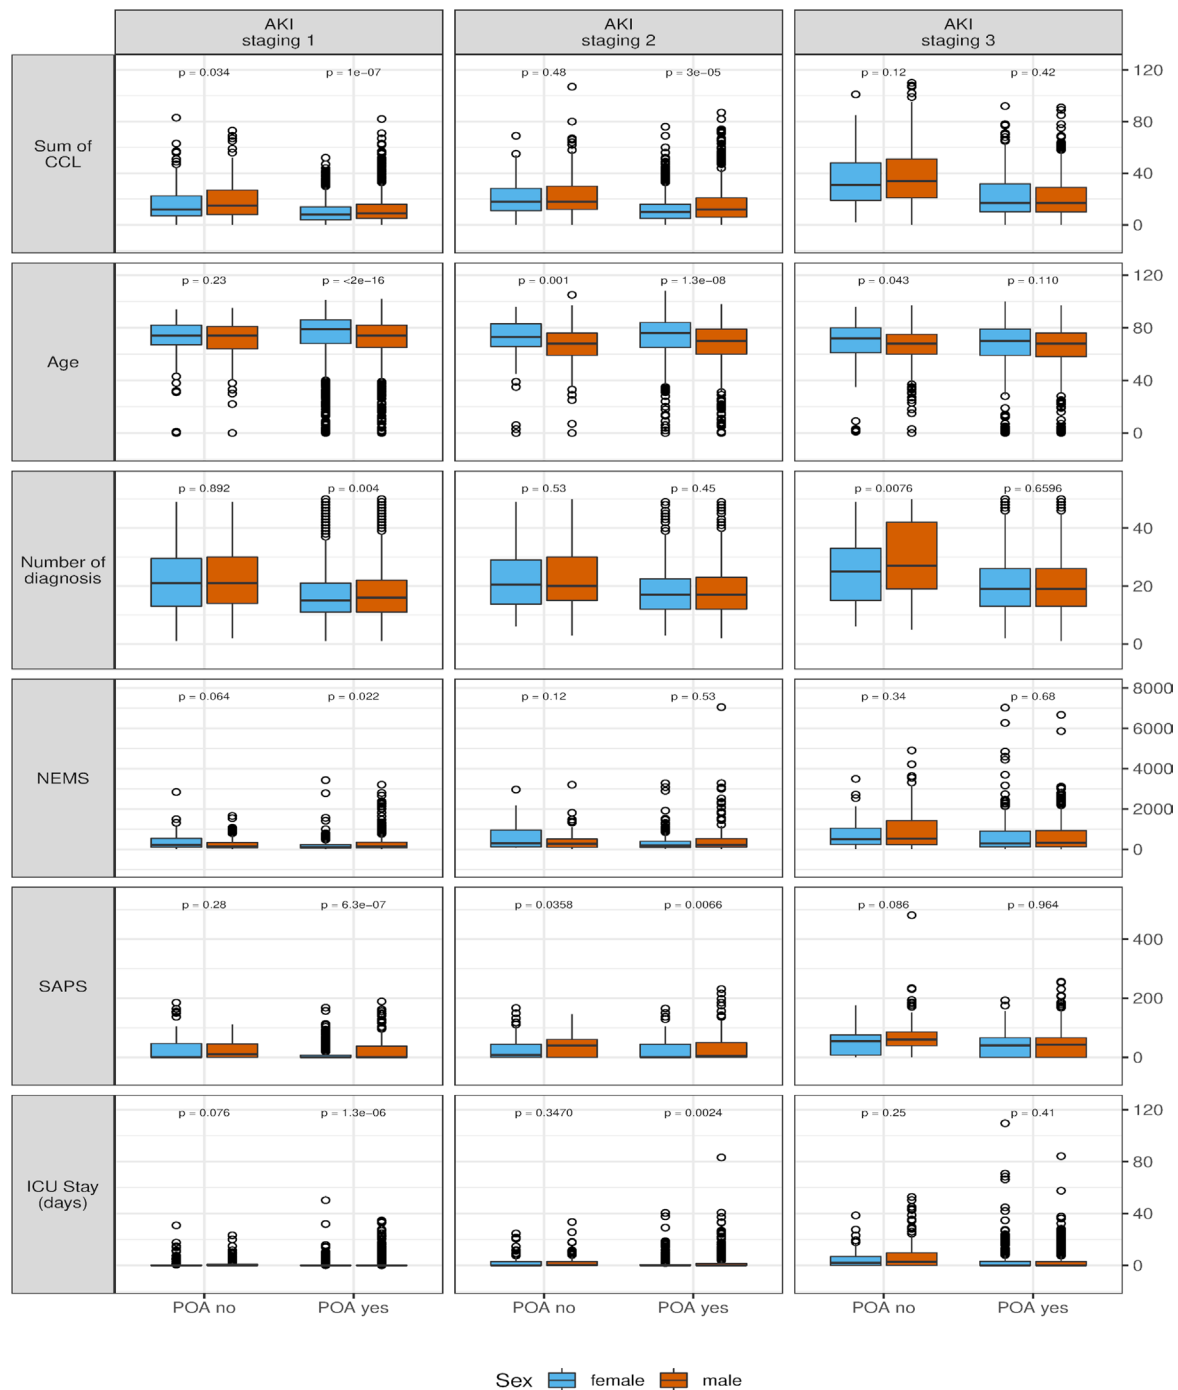 AKI
staging 1
AKI
staging 2
AKI
staging 3
Sum of
CCL
p = 0.034
p = 1e−07
p = 0.48
p = 3e−05
p = 0.12
p = 0.42
120
80
40
0
Age
p = 0.23
p = <2e−16
p = 0.001
p = 1.3e−08
p = 0.043
p = 0.110
120
80
40
0
Number of
diagnosis
p = 0.892
p = 0.004
p = 0.53
p = 0.45
p = 0.0076
p = 0.6596
40
20
0
NEMS
p = 0.064
p = 0.022
p = 0.12
p = 0.53
p = 0.34
p = 0.68
8000
6000
4000
2000
0
SAPS
p = 0.28
p = 6.3e−07
p = 0.0358
p = 0.0066
p = 0.086
p = 0.964
400
200
0
ICU Stay
(days)
p = 0.076
p = 1.3e−06
p = 0.3470
p = 0.0024
p = 0.25
p = 0.41
120
80
40
0
POA no
POA yes
POA no
POA yes
POA no
POA yes
Sex female male